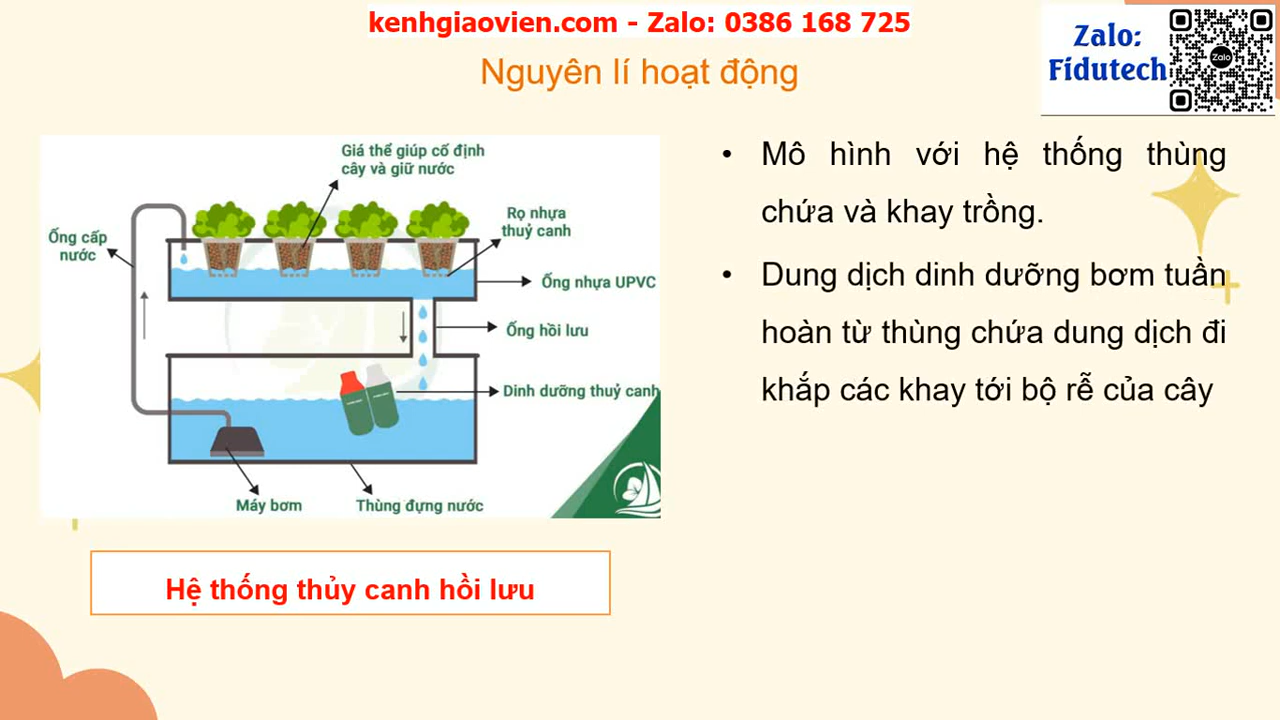 kenhgiaovien.com - Zalo: 0386 168 725
Zalo:
Fidutech
Zalo
Nguyên lí hoạt động
Giá thể giúp cố định
cây và giữ nước
Rọ nhựa
thuỷ canh
Ống cấp
nước
Ống nhựa UPVC
Ống hồi lưu
Dinh dưỡng thuỷ canh
Máy bơm
Thùng đựng nước
Hệ thống thủy canh hồi lưu
• Mô hình với hệ thống thùng
chứa và khay trồng.
• Dung dịch dinh dưỡng bơm tuần
hoàn từ thùng chứa dung dịch đi
khắp các khay tới bộ rễ của cây